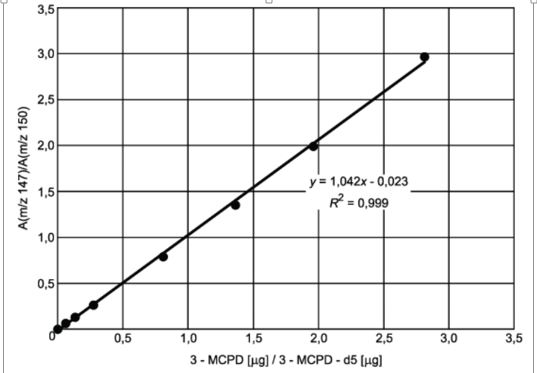 3,5
3,0
2,5
2,0
1,5
1,0
0,5
0
A(m/z 147)/A(m/z 150)
y = 1,042x - 0,023
R² = 0,999
0,5 1,0 1,5 2,0 2,5 3,0 3,5
3 - MCPD [µg] / 3 - MCPD - d5 [µg]